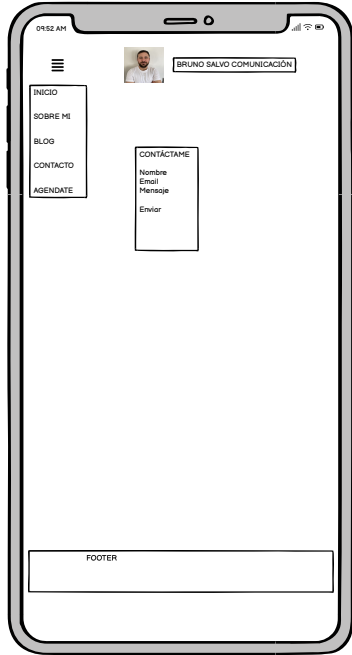 09:52 AM
BRUNO SALVO COMUNICACIÓN
INICIO
SOBRE MI
BLOG
CONTACTO
AGENDATE
CONTÁCTAME
Nombre
Email
Mensaje
Enviar
FOOTER